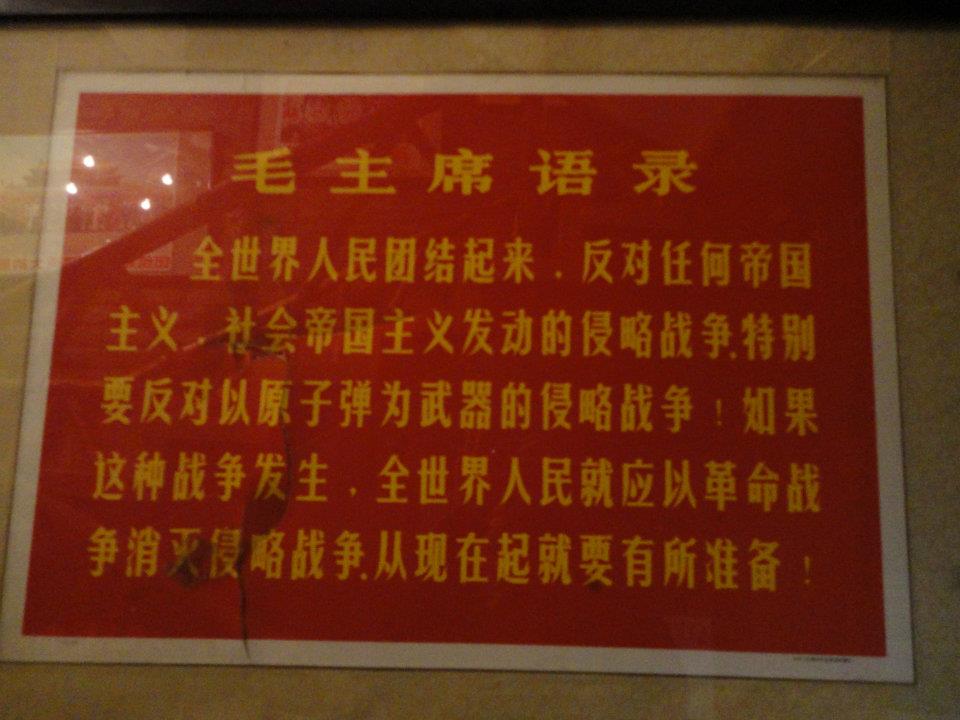 毛主席语录
全世界人民团结起来，反对任何帝国
主义、社会帝国主义发动的侵略战争，特别
要反对以原子弹为武器的侵略战争！如果
这种战争发生，全世界人民就应以革命战
争消灭侵略战争，从现在起就要有所准备！